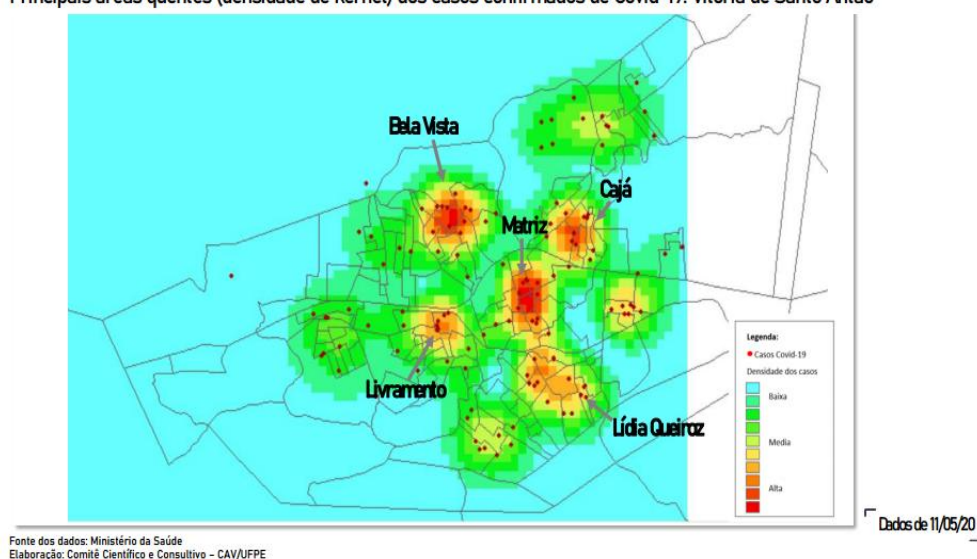 Principais áreas quentes (densidade de Kernel) dos casos confirmados de Covid-19. Vitória de Santo Antão
Bela Vista
Cajá
Matriz
Livramento
Lídia Queiroz
Legenda:
Casos Covid-19
Densidade dos casos
Baixa
Media
Alta
Dados de 11/05/20
Fonte dos dados: Ministério da Saúde
Elaboração: Comitê Científico e Consultivo – CAV/UFPE